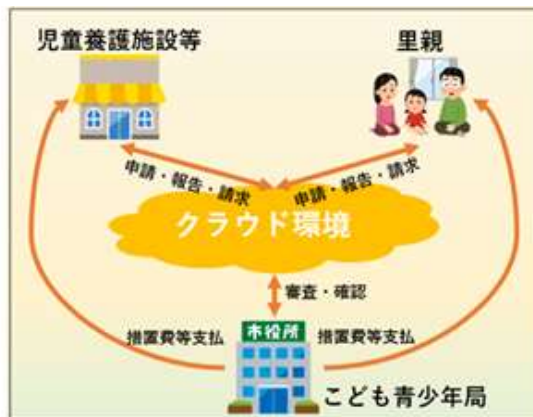 児童養護施設等
里親
申請・報告・請求
申請・報告・請求
クラウド環境
審査・確認
措置費等支払
市役所
措置費等支払
こども青少年局